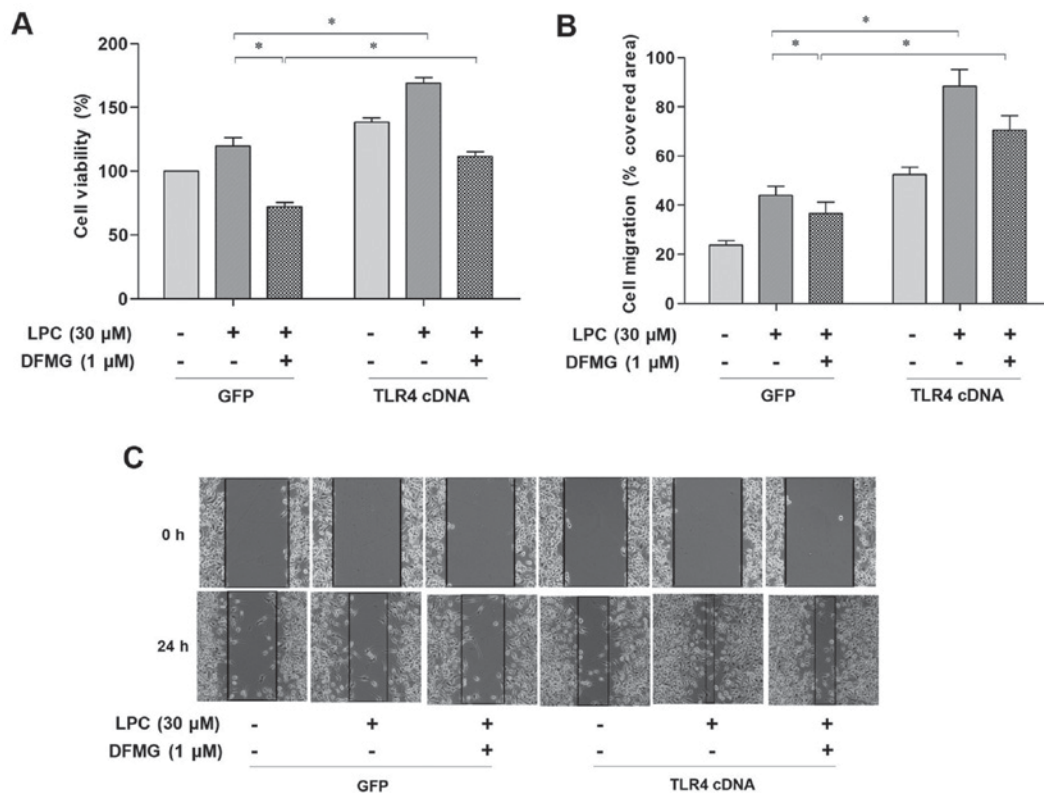 A
* 
* *
Cell viability (%)
200
150
100
50
0
LPC (30 μM) - + + - + +
DFMG (1 μM) - - + - - +
GFP TLR4 cDNA
B
*
* *
Cell migration (% covered area)
100
80
60
40
20
0
LPC (30 μM) - + + - + +
DFMG (1 μM) - - + - - +
GFP TLR4 cDNA
C
0 h
24 h
LPC (30 μM) - + + - + +
DFMG (1 μM) - - + - - +
GFP TLR4 cDNA